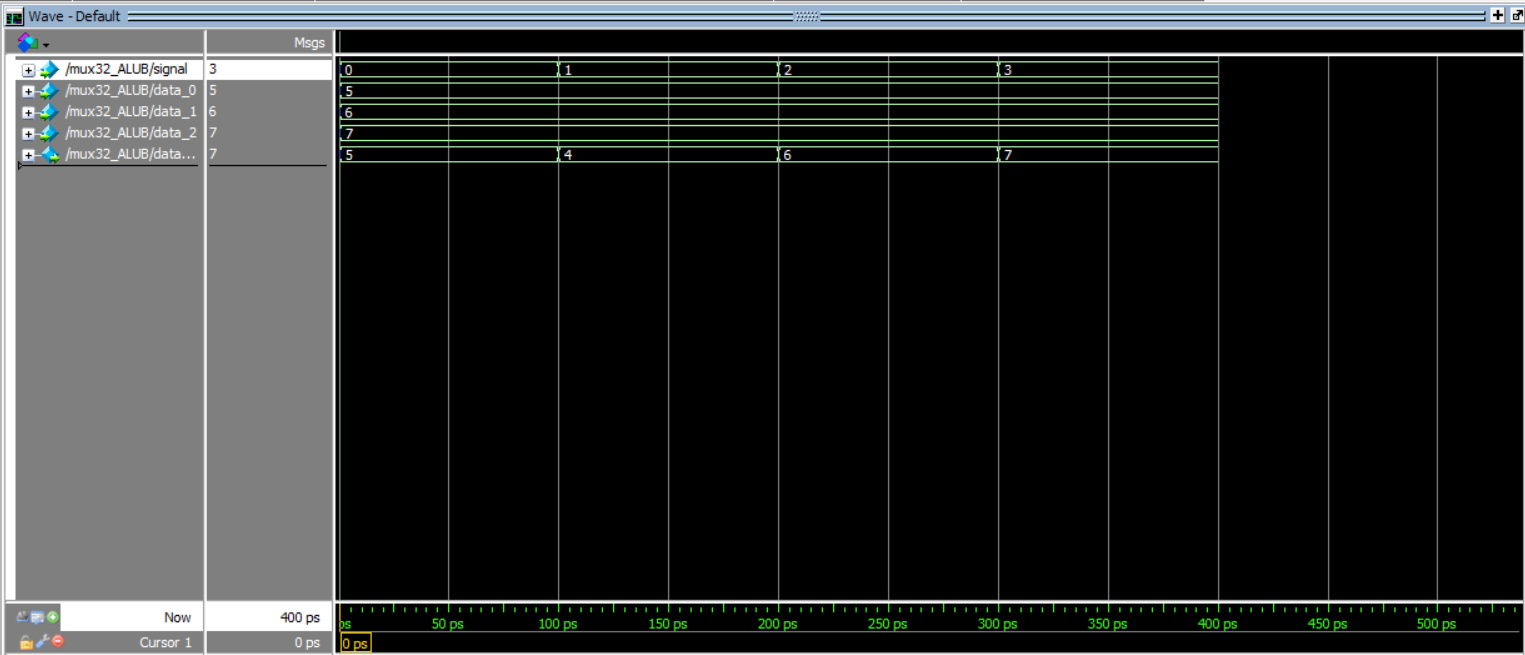 Wave - Default
Msgs
/mux32_ALUB/signal 3 0 1 2 3
/mux32_ALUB/data_0 5 5
/mux32_ALUB/data_1 6 6
/mux32_ALUB/data_2 7 7
/mux32_ALUB/data... 7 5 4 6 7
Now 400 ps ps 50 ps 100 ps 150 ps 200 ps 250 ps 300 ps 350 ps 400 ps 450 ps 500 ps
Cursor 1 0 ps 0 ps